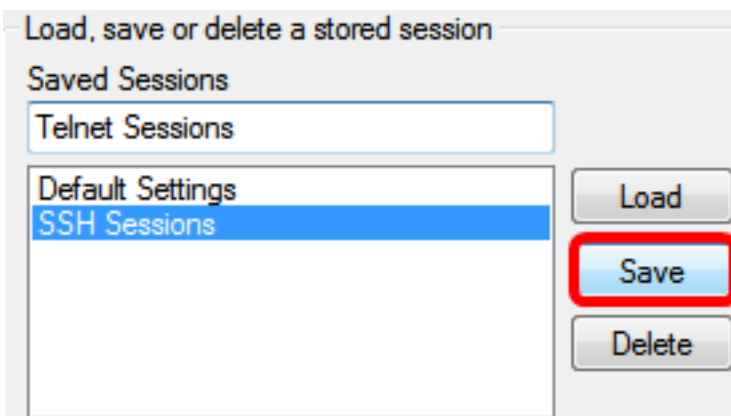 Load, save or delete a stored session
Saved Sessions
Telnet Sessions
Default Settings
SSH Sessions
Load
Save
Delete